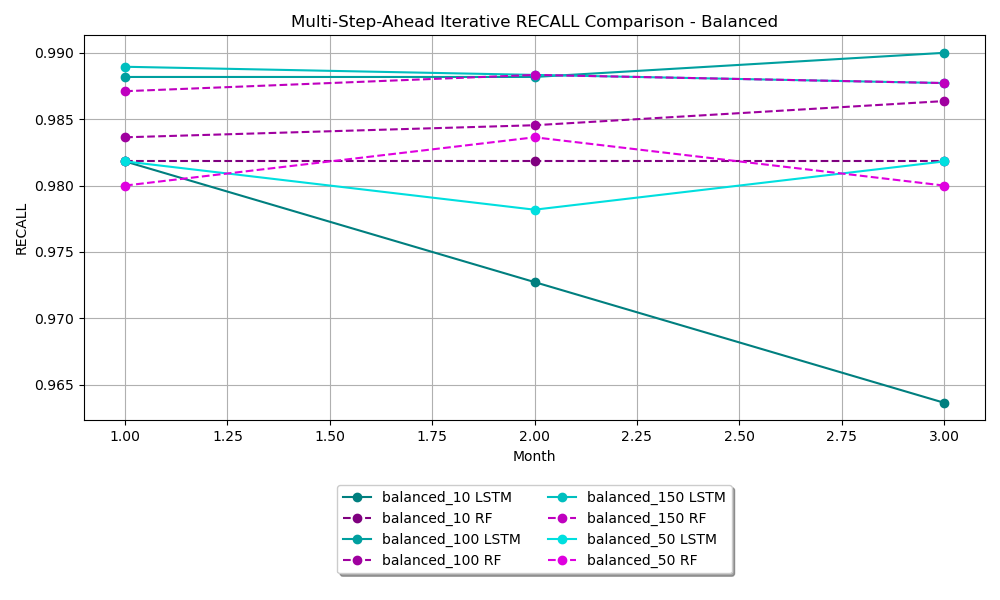 Multi-Step-Ahead Iterative RECALL Comparison - Balanced
0.990
0.985
0.980
0.975
0.970
0.965
RECALL
1.00 1.25 1.50 1.75 2.00 2.25 2.50 2.75 3.00
Month
balanced_10 LSTM
balanced_10 RF
balanced_100 LSTM
balanced_100 RF
balanced_150 LSTM
balanced_150 RF
balanced_50 LSTM
balanced_50 RF